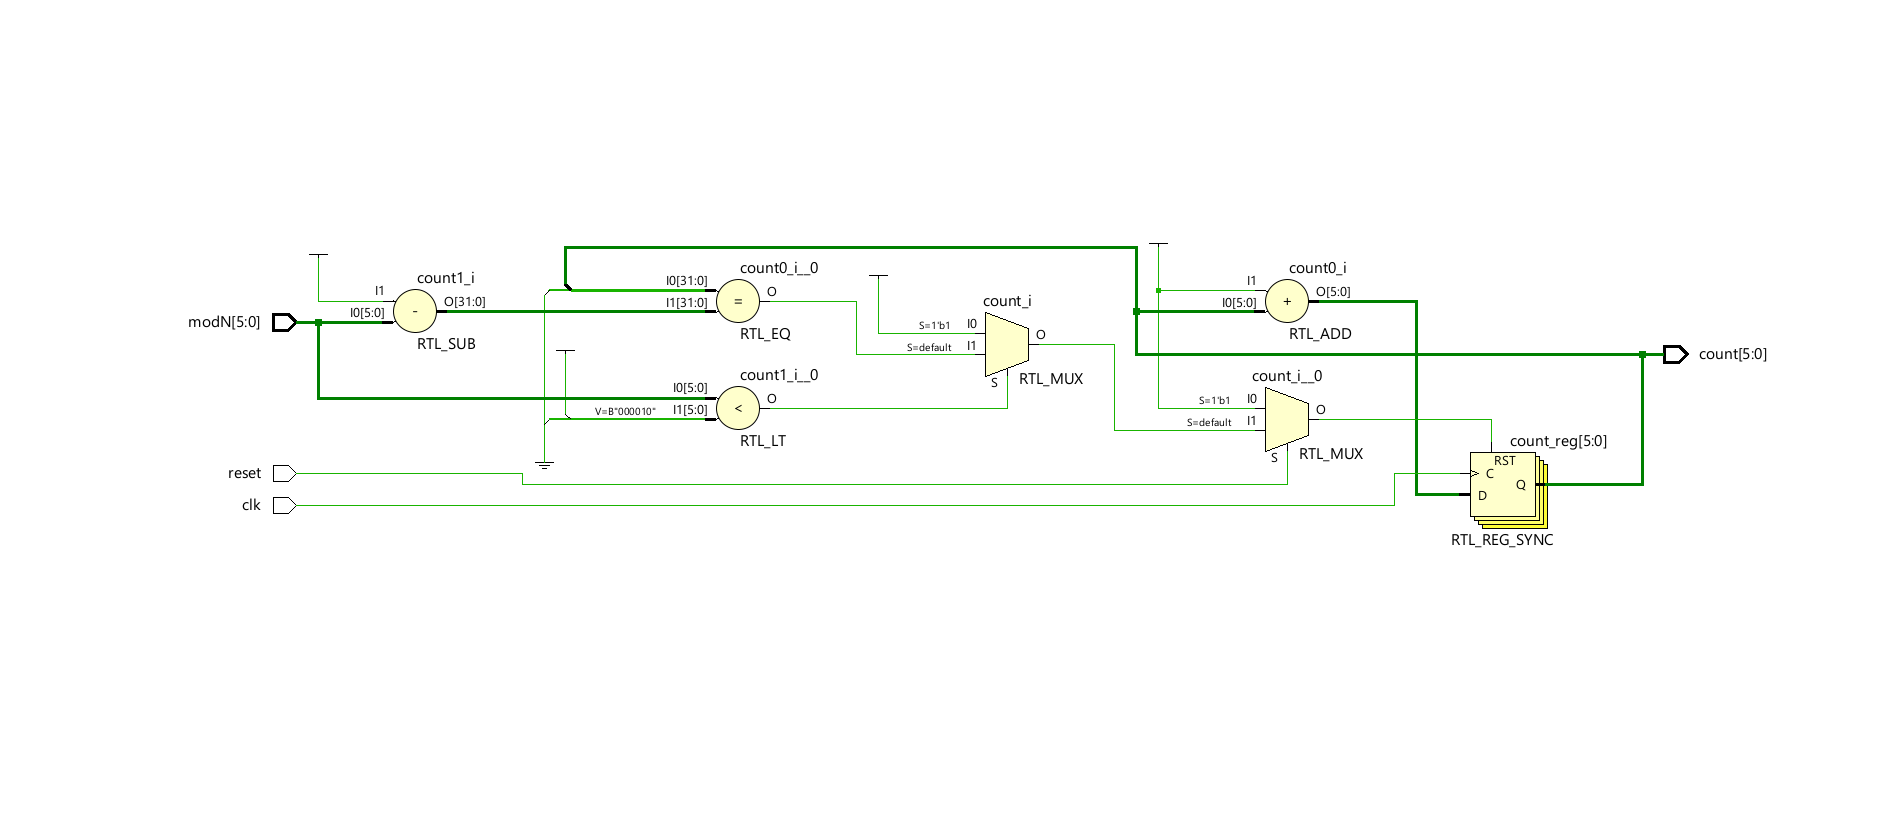 count1_i
I1
I0[5:0]
-
O[31:0]
RTL_SUB
modN[5:0]
count0_i__0
I0[31:0]
I1[31:0]
=
O
RTL_EQ
count1_i__0
I0[5:0]
V=B"000010"
I1[5:0]
<
O
RTL_LT
count_i
S=1'b1
I0
S=default
I1
S
O
RTL_MUX
count0_i
I1
I0[5:0]
+
O[5:0]
RTL_ADD
count_i__0
S=1'b1
I0
S=default
I1
S
O
RTL_MUX
count[5:0]
reset
clk
count_reg[5:0]
RST
C
Q
D
RTL_REG_SYNC